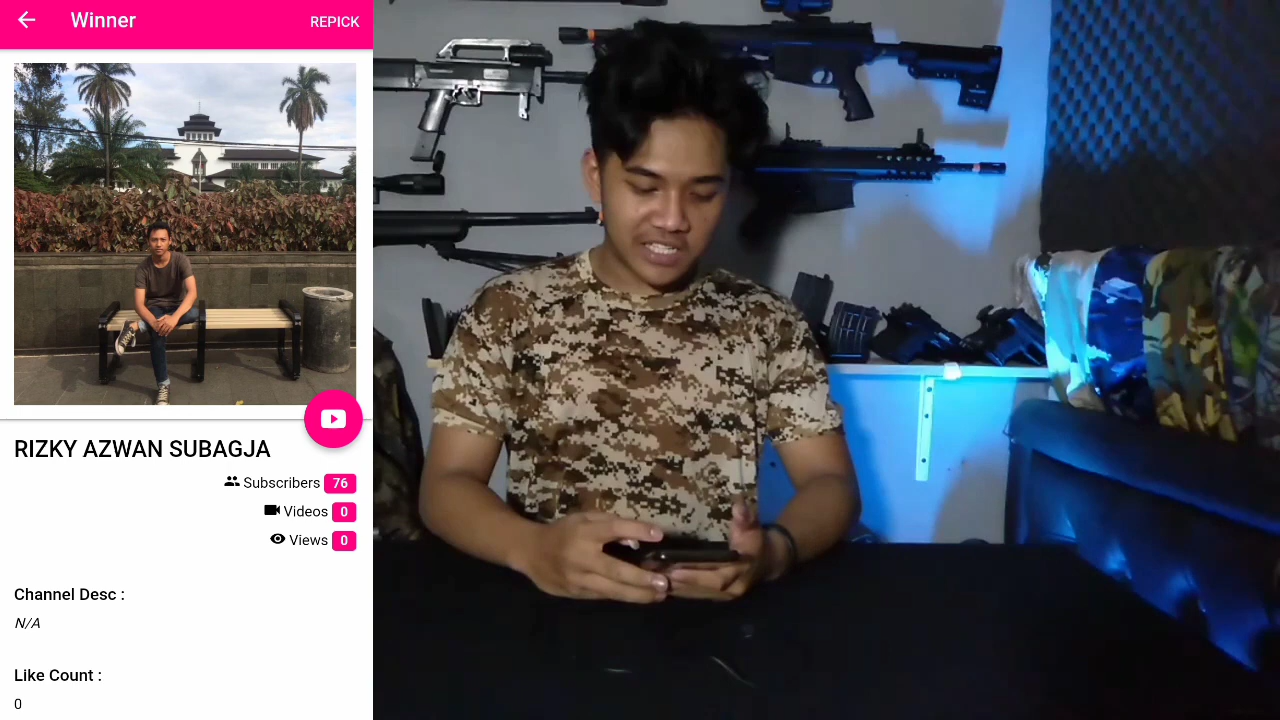 Winner
REPICK
RIZKY AZWAN SUBAGJA
Subscribers 76
Videos 0
Views 0
Channel Desc :
N/A
Like Count :
0